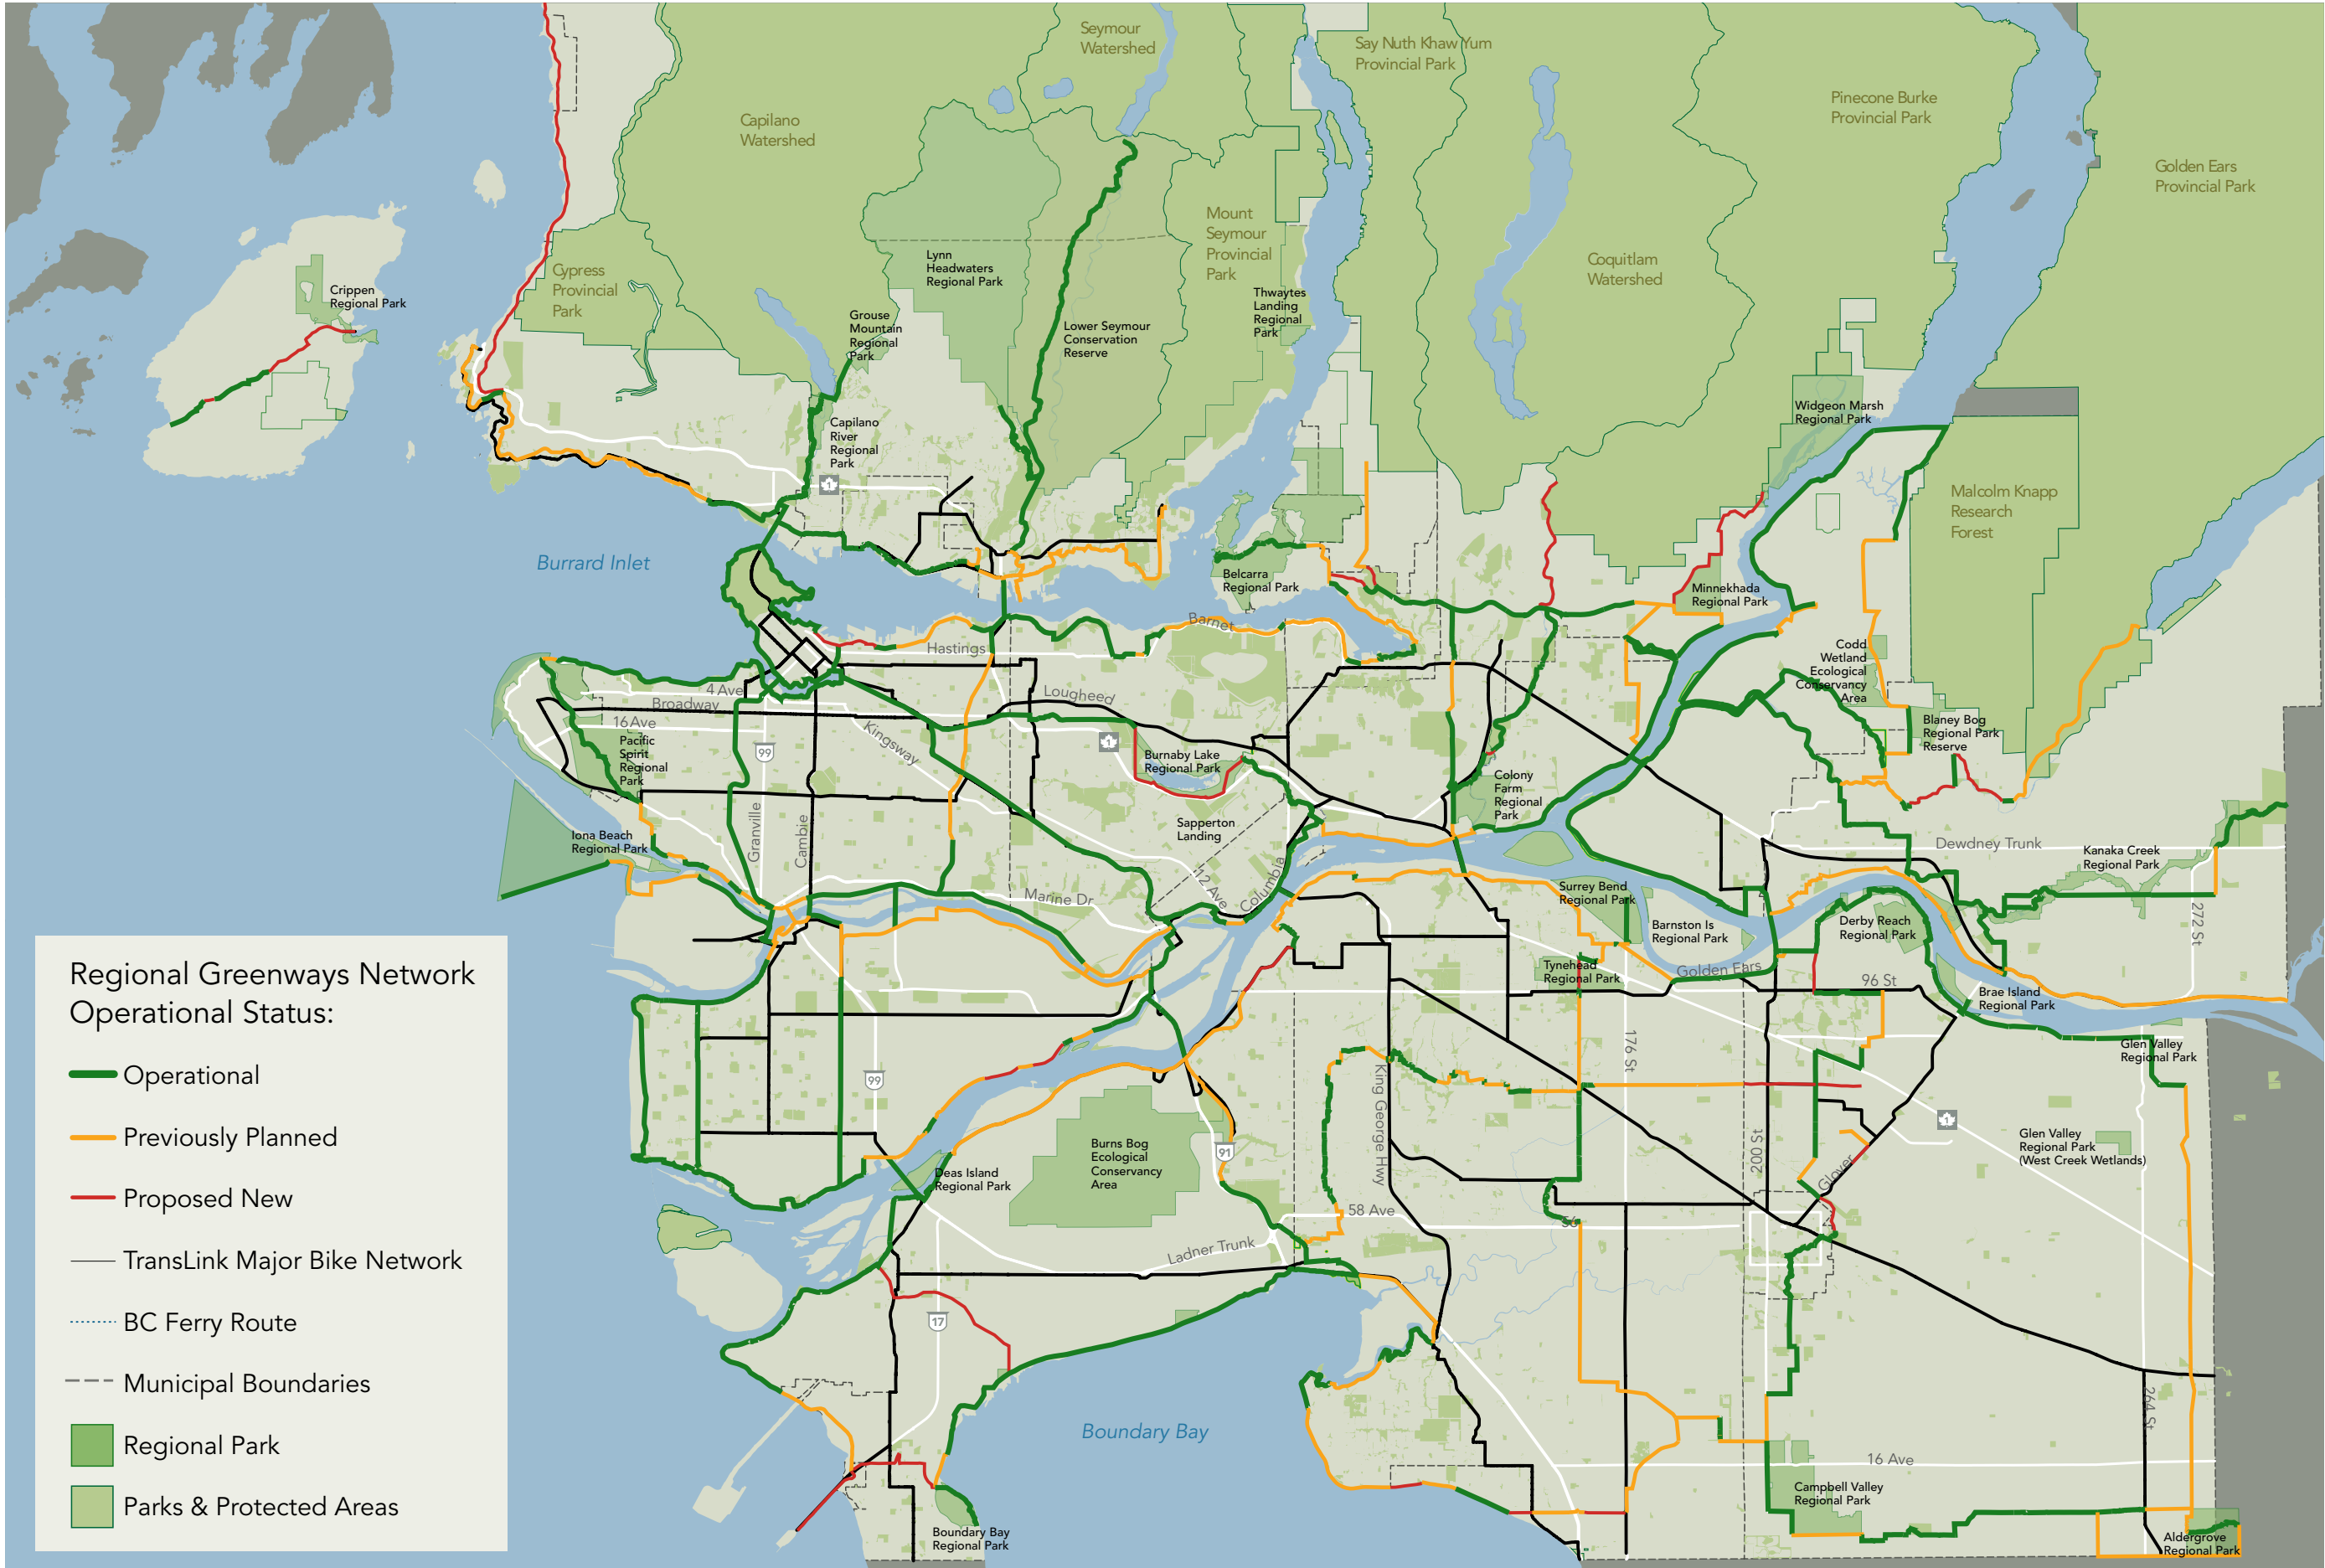 Seymour
Watershed
Say Nuth Khaw Yum
Provincial Park
Pinecone Burke
Provincial Park
Capilano
Watershed
Golden Ears
Provincial Park
Mount
Seymour
Provincial
Park
Lynn
Headwaters
Regional Park
Coquitlam
Watershed
Cypress
Provincial
Park
Crippen
Regional Park
Thwaytes
Landing
Regional
Park
Grouse
Mountain
Regional
Park
Lower Seymour
Conservation
Reserve
Widgeon Marsh
Regional Park
Capilano
River
Regional
Park
1
Malcolm Knapp
Research
Forest
Burrard Inlet
Belcarra
Regional Park
Minnekhada
Regional Park
Barnet
Hastings
Codd
Wetland
Ecological
Conservancy
Area
4 Ave
Broadway
16 Ave
Lougheed
Kingsway
99
1
Pacific
Spirit
Regional
Park
Burnaby Lake
Regional Park
Blaney Bog
Regional Park
Reserve
Colony
Farm
Regional
Park
Granville
Cambie
Iona Beach
Regional Park
Sapperton
Landing
Dewdney Trunk
Kanaka Creek
Regional Park
12 Ave
Columbia
Marine Dr
Surrey Bend
Regional Park
Barnston Is
Regional Park
Derby Reach
Regional Park
272 St
Tynehead
Regional Park
Golden Ears
96 St
Brae Island
Regional Park
176 St
Glen Valley
Regional Park
99
King George Hwy
1
Glen Valley
Regional Park
(West Creek Wetlands)
Burns Bog
Ecological
Conservancy
Area
91
200 St
Glover
Deas Island
Regional Park
58 Ave
56
Ladner Trunk
17
264 St
Boundary Bay
16 Ave
Campbell Valley
Regional Park
Boundary Bay
Regional Park
Aldergrove
Regional Park
Regional Greenways Network
Operational Status:
Operational
Previously Planned
Proposed New
TransLink Major Bike Network
BC Ferry Route
Municipal Boundaries
Regional Park
Parks & Protected Areas